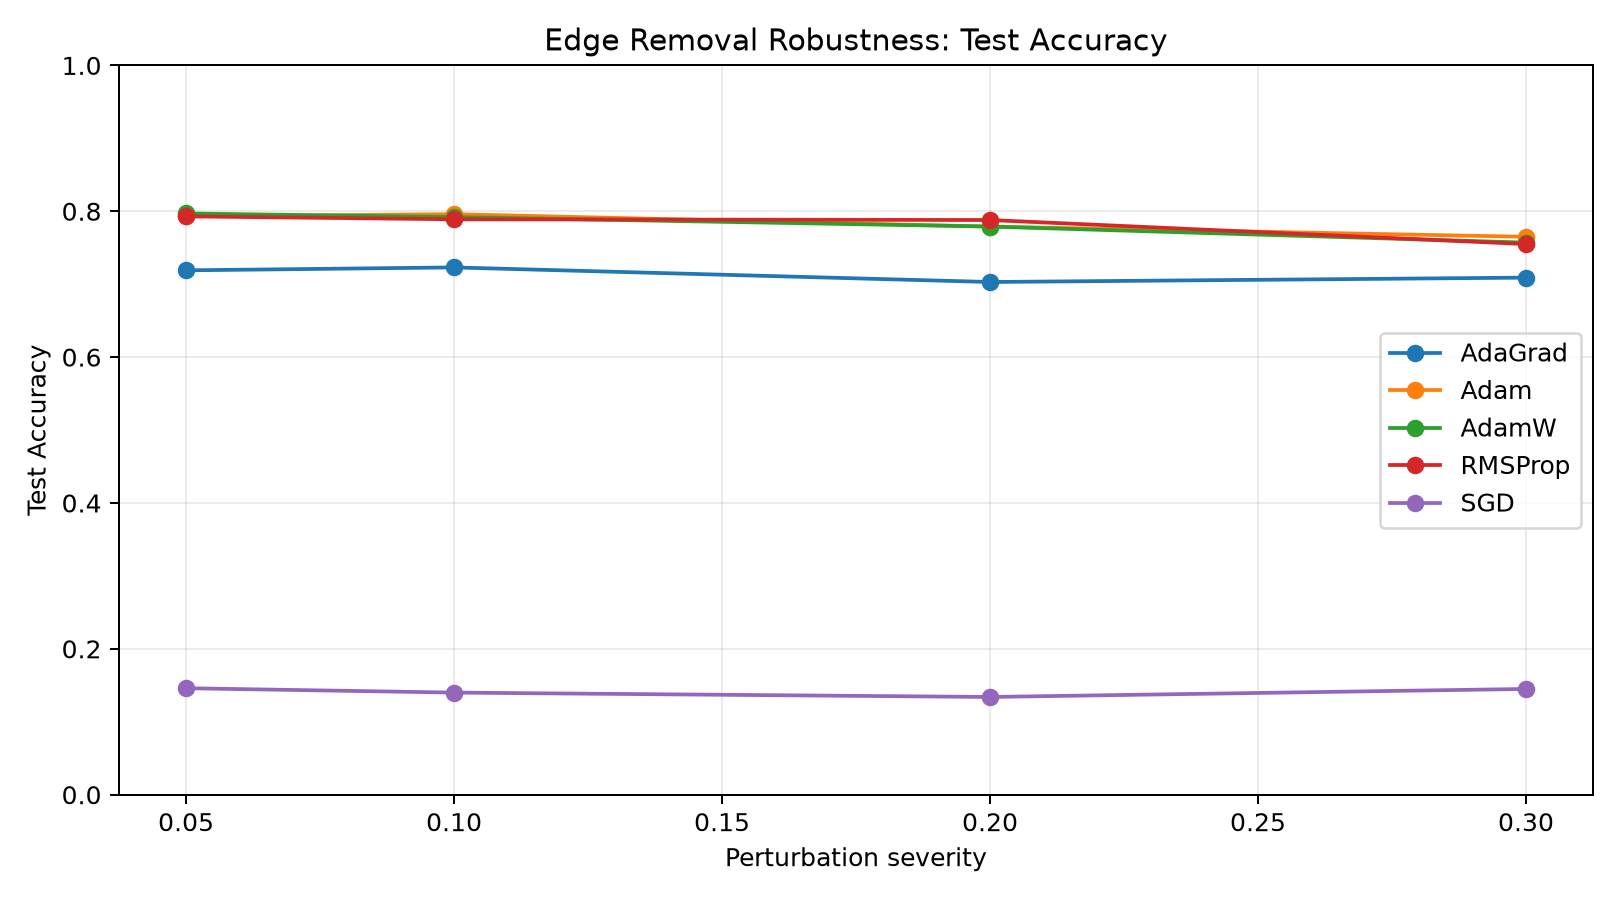 Edge Removal Robustness: Test Accuracy
1.0
0.8
0.6
0.4
0.2
0.0
Test Accuracy
AdaGrad
Adam
AdamW
RMSProp
SGD
0.05 0.10 0.15 0.20 0.25 0.30
Perturbation severity